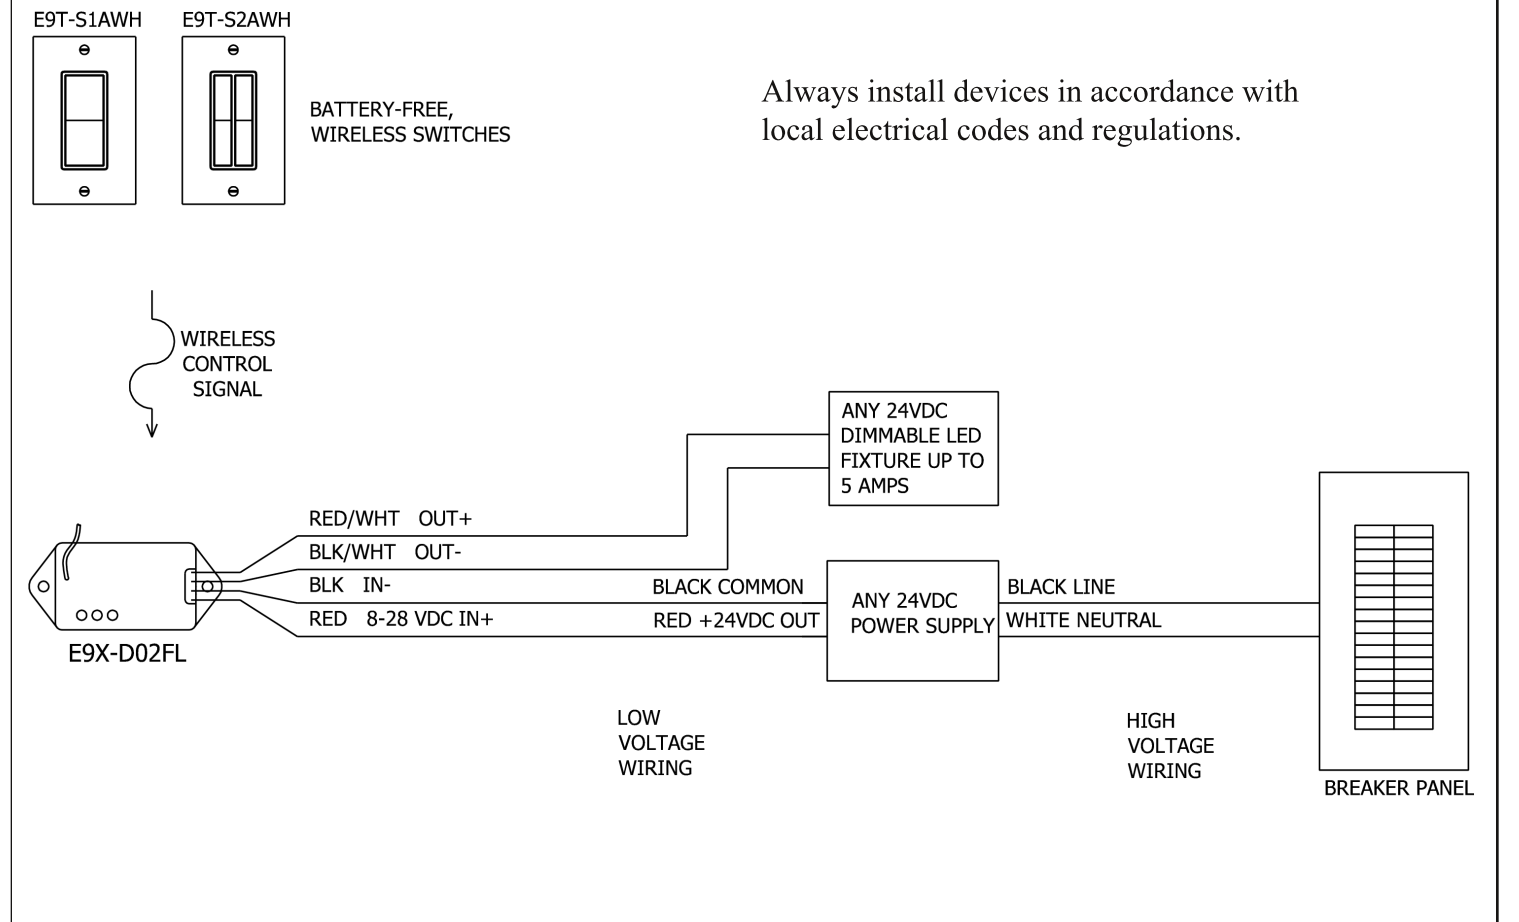 E9T-S1AWH
E9T-S2AWH
BATTERY-FREE,
WIRELESS SWITCHES
Always install devices in accordance with
local electrical codes and regulations.
WIRELESS
CONTROL
SIGNAL
ANY 24VDC
DIMMABLE LED
FIXTURE UP TO
5 AMPS
RED/WHT OUT+
BLK/WHT OUT-
BLK IN-
RED 8-28 VDC IN+
E9X-D02FL
BLACK COMMON
RED +24VDC OUT
ANY 24VDC
POWER SUPPLY
BLACK LINE
WHITE NEUTRAL
LOW
VOLTAGE
WIRING
HIGH
VOLTAGE
WIRING
BREAKER PANEL